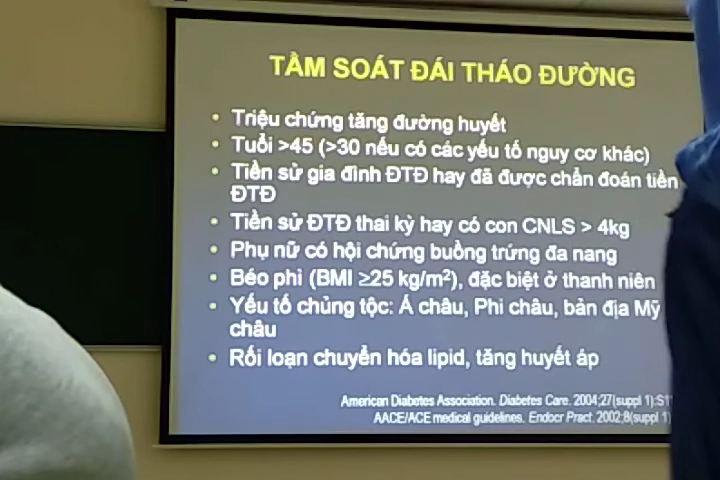 TẦM SOÁT ĐÁI THÁO ĐƯỜNG
• Triệu chứng tăng đường huyết
• Tuổi >45 (>30 nếu có các yếu tố nguy cơ khác)
• Tiền sử gia đình ĐTĐ hay đã được chẩn đoán tiền
ĐTĐ
• Tiền sử ĐTĐ thai kỳ hay có con CNLS > 4kg
• Phụ nữ có hội chứng buồng trứng đa nang
• Béo phì (BMI ≥25 kg/m²), đặc biệt ở thanh niên
• Yếu tố chủng tộc: Á châu, Phi châu, bản địa Mỹ
châu
• Rối loạn chuyển hóa lipid, tăng huyết áp
American Diabetes Association. Diabetes Care. 2004;27(suppl 1):S1
AACE/ACE medical guidelines. Endocr Pract. 2002;8(suppl 1)